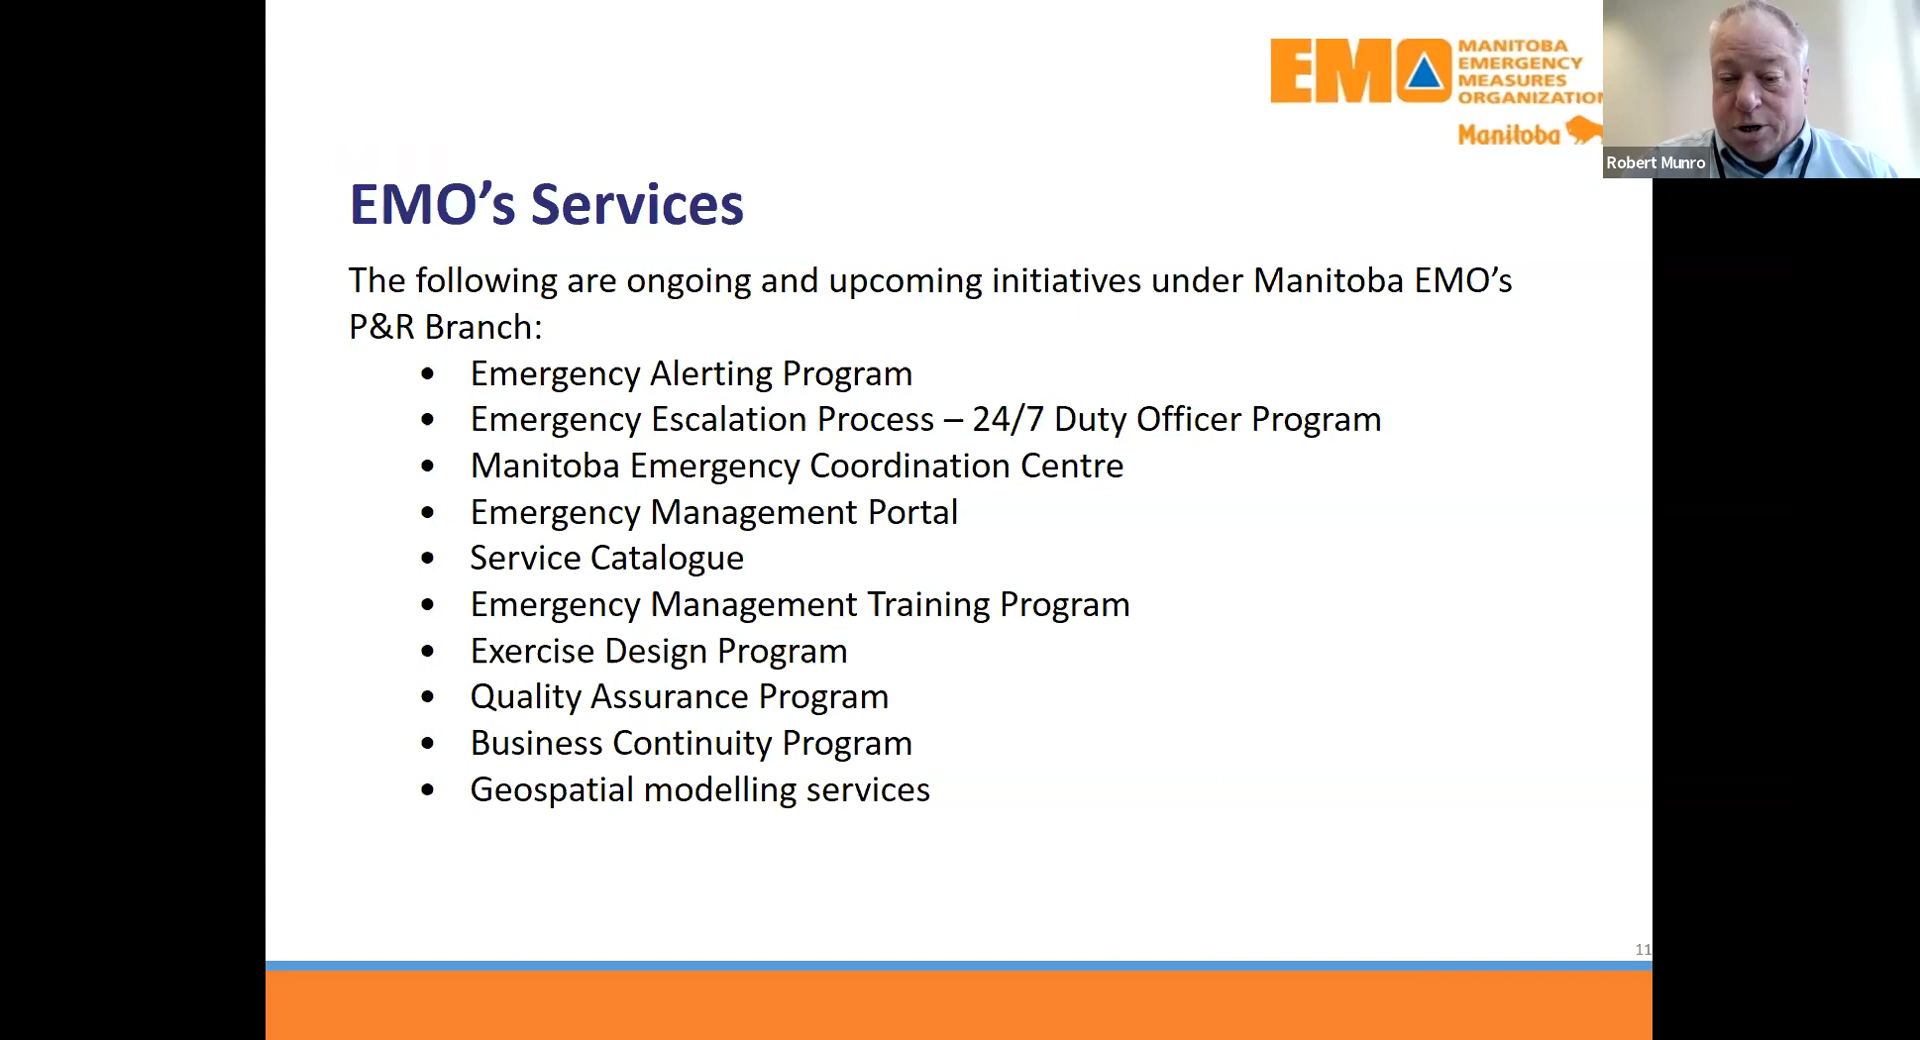 EMO MANITOBA
EMERGENCY
MEASURES
ORGANIZATION
Manitoba
Robert Munro
EMO’s Services
The following are ongoing and upcoming initiatives under Manitoba EMO’s
P&R Branch:
• Emergency Alerting Program
• Emergency Escalation Process – 24/7 Duty Officer Program
• Manitoba Emergency Coordination Centre
• Emergency Management Portal
• Service Catalogue
• Emergency Management Training Program
• Exercise Design Program
• Quality Assurance Program
• Business Continuity Program
• Geospatial modelling services
11